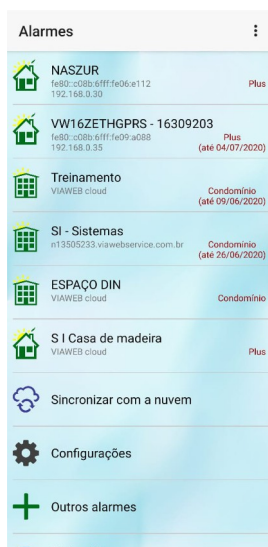 Alarmes
NASZUR
fe80::c08b:6fff:fe06:e112
192.168.0.30
Plus
VW16ZETHGPRS - 16309203
fe80::c08b:6fff:fe09:a088
192.168.0.35
Plus
(até 04/07/2020)
Treinamento
VIAWEB cloud
Condomínio
(até 09/06/2020)
SI - Sistemas
n13505233.viawebservice.com.br
Condomínio
(até 26/06/2020)
ESPAÇO DIN
VIAWEB cloud
Condomínio
S I Casa de madeira
VIAWEB cloud
Plus
Sincronizar com a nuvem
Configurações
Outros alarmes